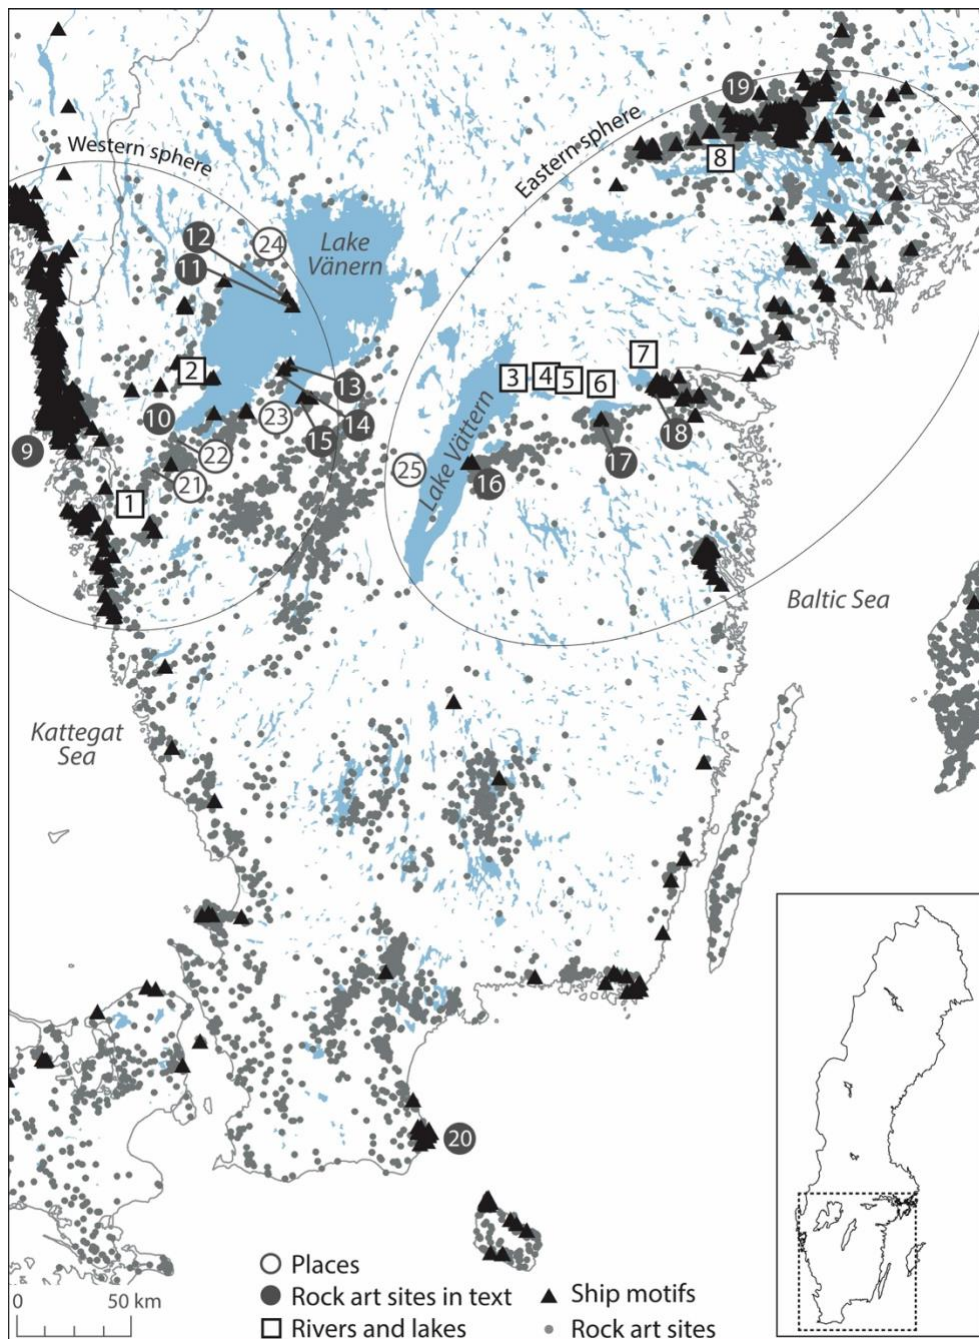 19
Western sphere
Eastern sphere
8
12
24
11
Lake
Vänern
2
3
4
5
6
7
13
10
23
14
15
9
22
21
25
Lake Vättern
16
17
18
1
Baltic Sea
Kattegat
Sea
20
Places
Rock art sites in text
Ship motifs
Rivers and lakes
Rock art sites
0
50 km